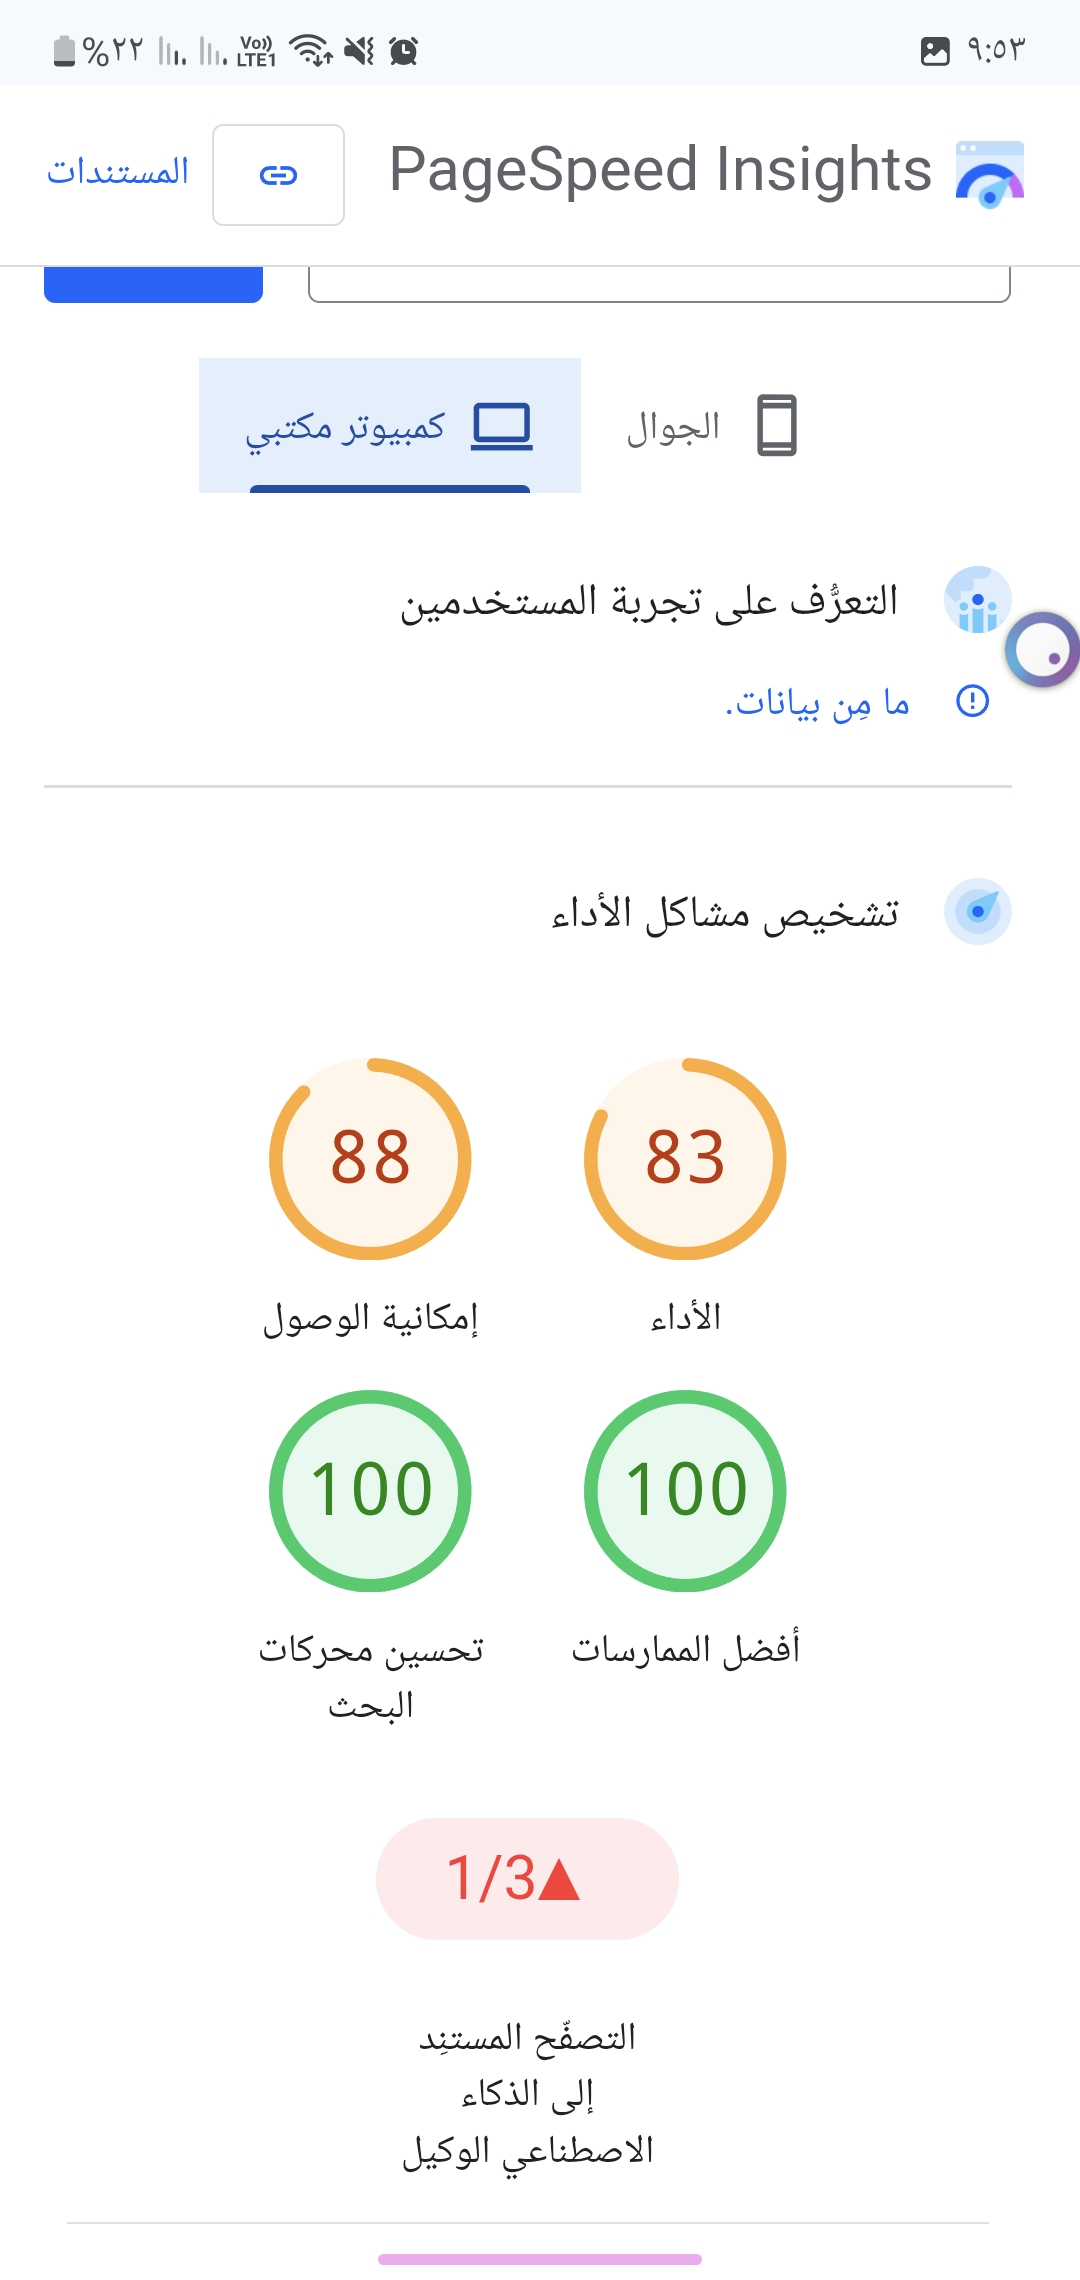 ٩:٥٣
Vo)) LTE1
%٢٢
PageSpeed Insights
المستندات
الجوال
كمبيوتر مكتبي
التعرُّف على تجربة المستخدمين
ما مِن بيانات.
تشخيص مشاكل الأداء
83
88
الأداء
إمكانية الوصول
100
100
أفضل الممارسات
تحسين محركات
البحث
1/3
التصفّح المستنِد
إلى الذكاء
الاصطناعي الوكيل